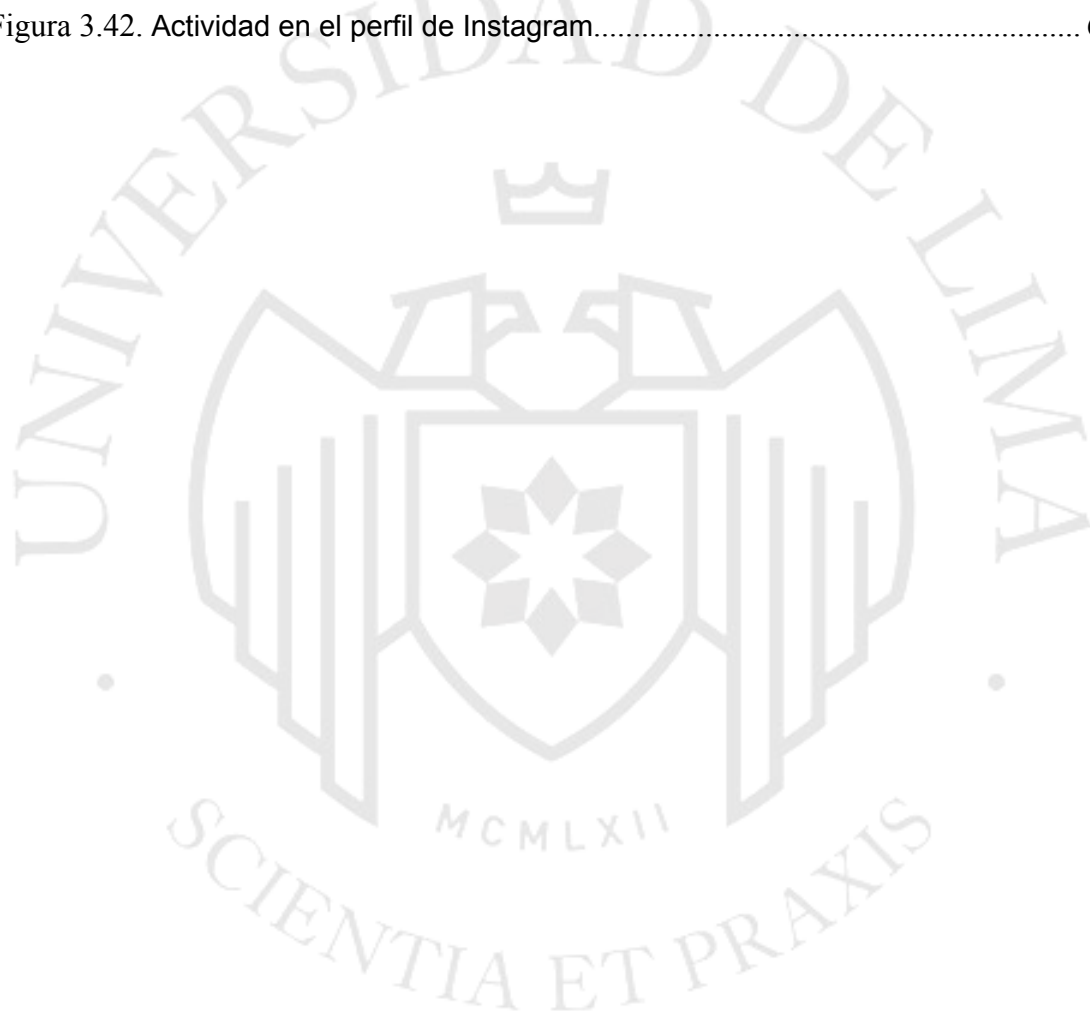 Figura 3.42. Actividad en el perfil de Instagram........................................................
UNIVERSIDAD DE LIMA
MCMLXII
SCIENTIA ET PRAXIS